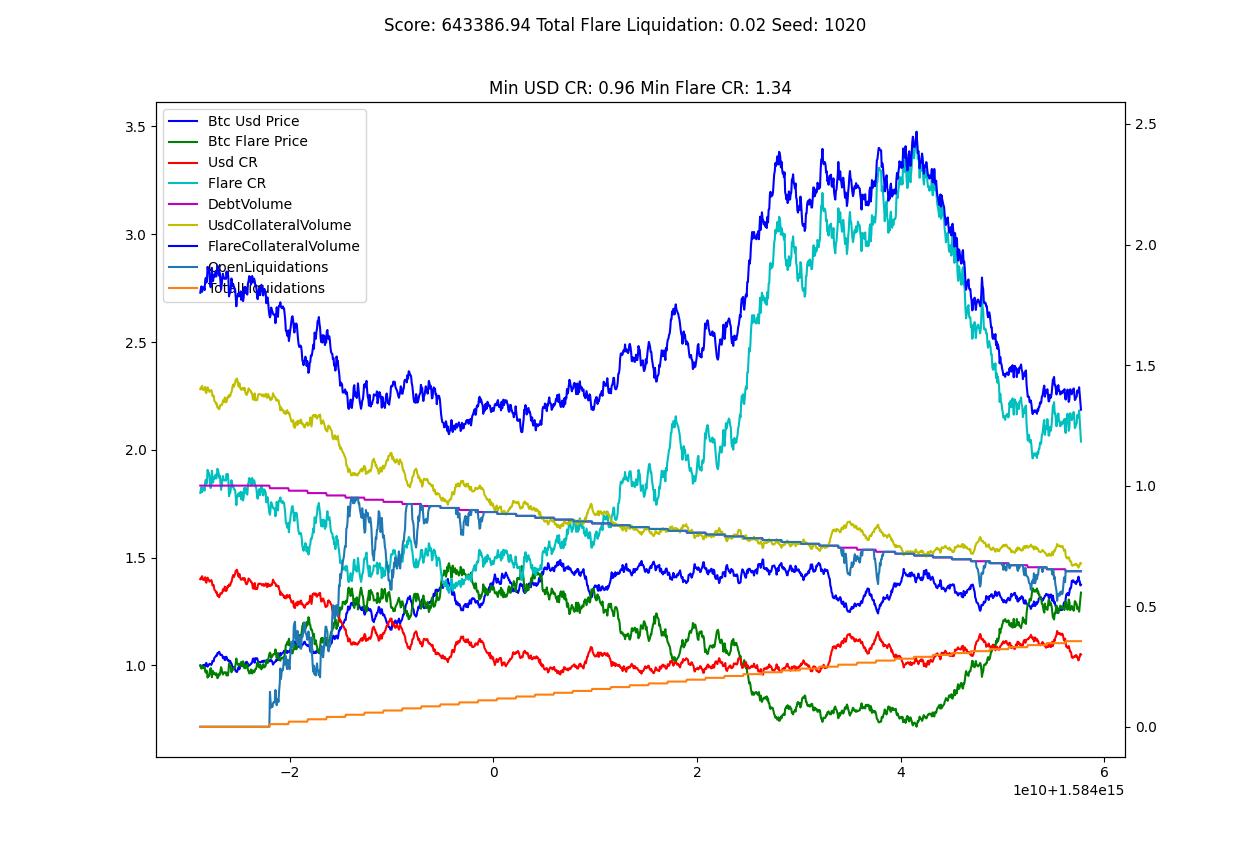 Score: 643386.94 Total Flare Liquidation: 0.02 Seed: 1020
Min USD CR: 0.96 Min Flare CR: 1.34
Btc Usd Price
Btc Flare Price
Usd CR
Flare CR
DebtVolume
UsdCollateralVolume
FlareCollateralVolume
OpenLiquidations
TotalLiquidations
3.5
3.0
2.5
2.0
1.5
1.0
2.5
2.0
1.5
1.0
0.5
0.0
−2
0
2
4
6
1e10+1.584e15